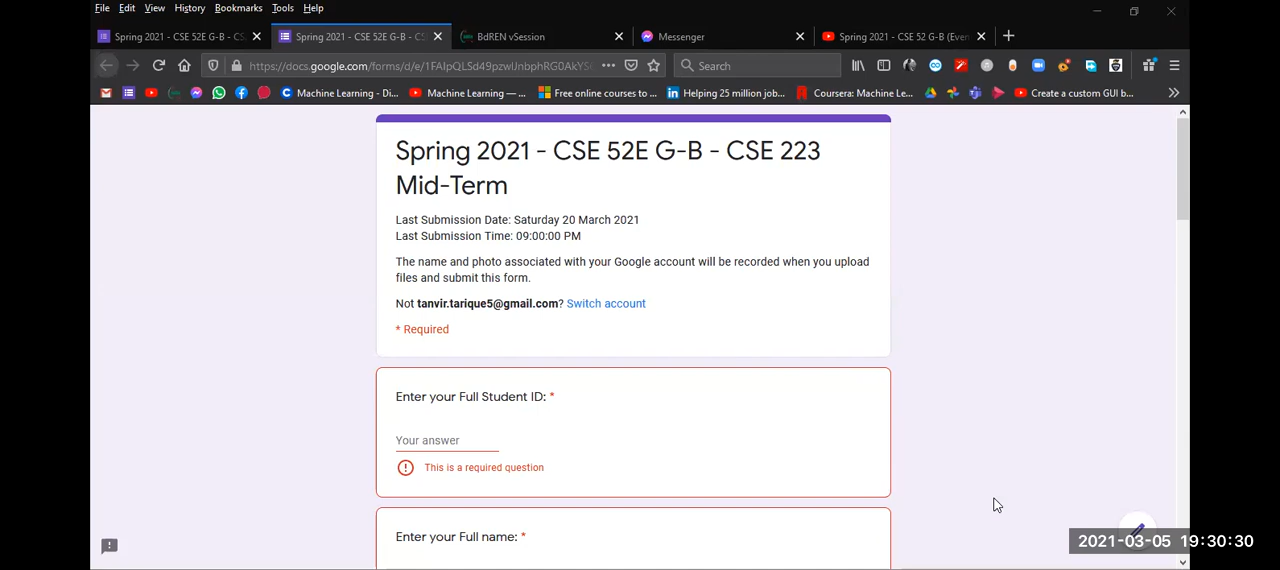 File Edit View History Bookmarks Tools Help
Spring 2021 - CSE 52E G-B - CS
Spring 2021 - CSE 52E G-B - CS
BdREN vSession
Messenger
Spring 2021 - CSE 52 G-B (Even
Search
Machine Learning - Di...
Machine Learning — ...
Free online courses to ...
Helping 25 million job...
Coursera: Machine Le...
Create a custom GUI b...
Spring 2021 - CSE 52E G-B - CSE 223
Mid-Term
Last Submission Date: Saturday 20 March 2021
Last Submission Time: 09:00:00 PM
The name and photo associated with your Google account will be recorded when you upload
files and submit this form.
Not tanvir.tarique5@gmail.com? Switch account
* Required
Enter your Full Student ID: *
Your answer
This is a required question
Enter your Full name: *
2021-03-05 19:30:30